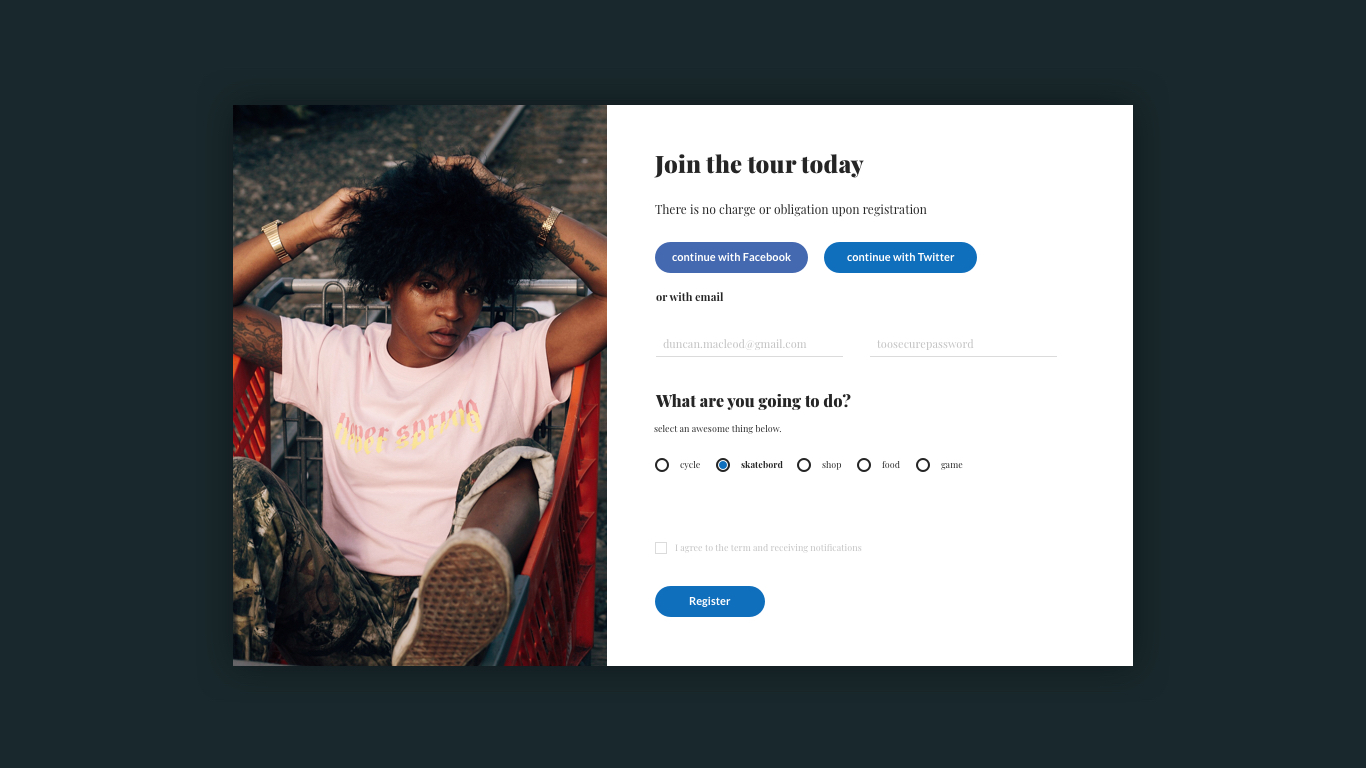 Join the tour today
There is no charge or obligation upon registration
continue with Facebook
continue with Twitter
or with email
duncan.macleod@gmail.com
toosecurepassword
What are you going to do?
select an awesome thing below.
cycle
skatebord
shop
food
game
I agree to the term and receiving notifications
Register